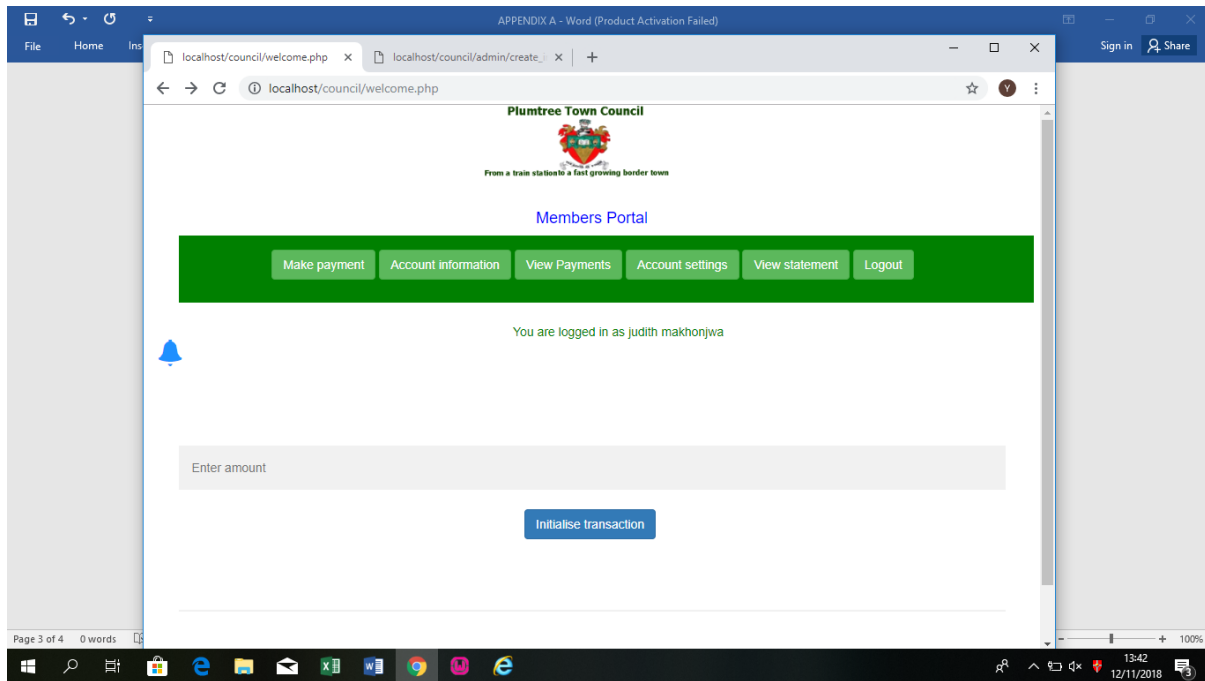 APPENDIX A - Word (Product Activation Failed)
File Home Ins
Sign in Share
localhost/council/welcome.php
localhost/council/admin/create_i
localhost/council/welcome.php
Y
Plumtree Town Council
From a train stationto a fast growing border town
Members Portal
Make payment Account information View Payments Account settings View statement Logout
You are logged in as judith makhonjwa
Enter amount
Initialise transaction
Page 3 of 4 0 words
100%
13:42
12/11/2018
3